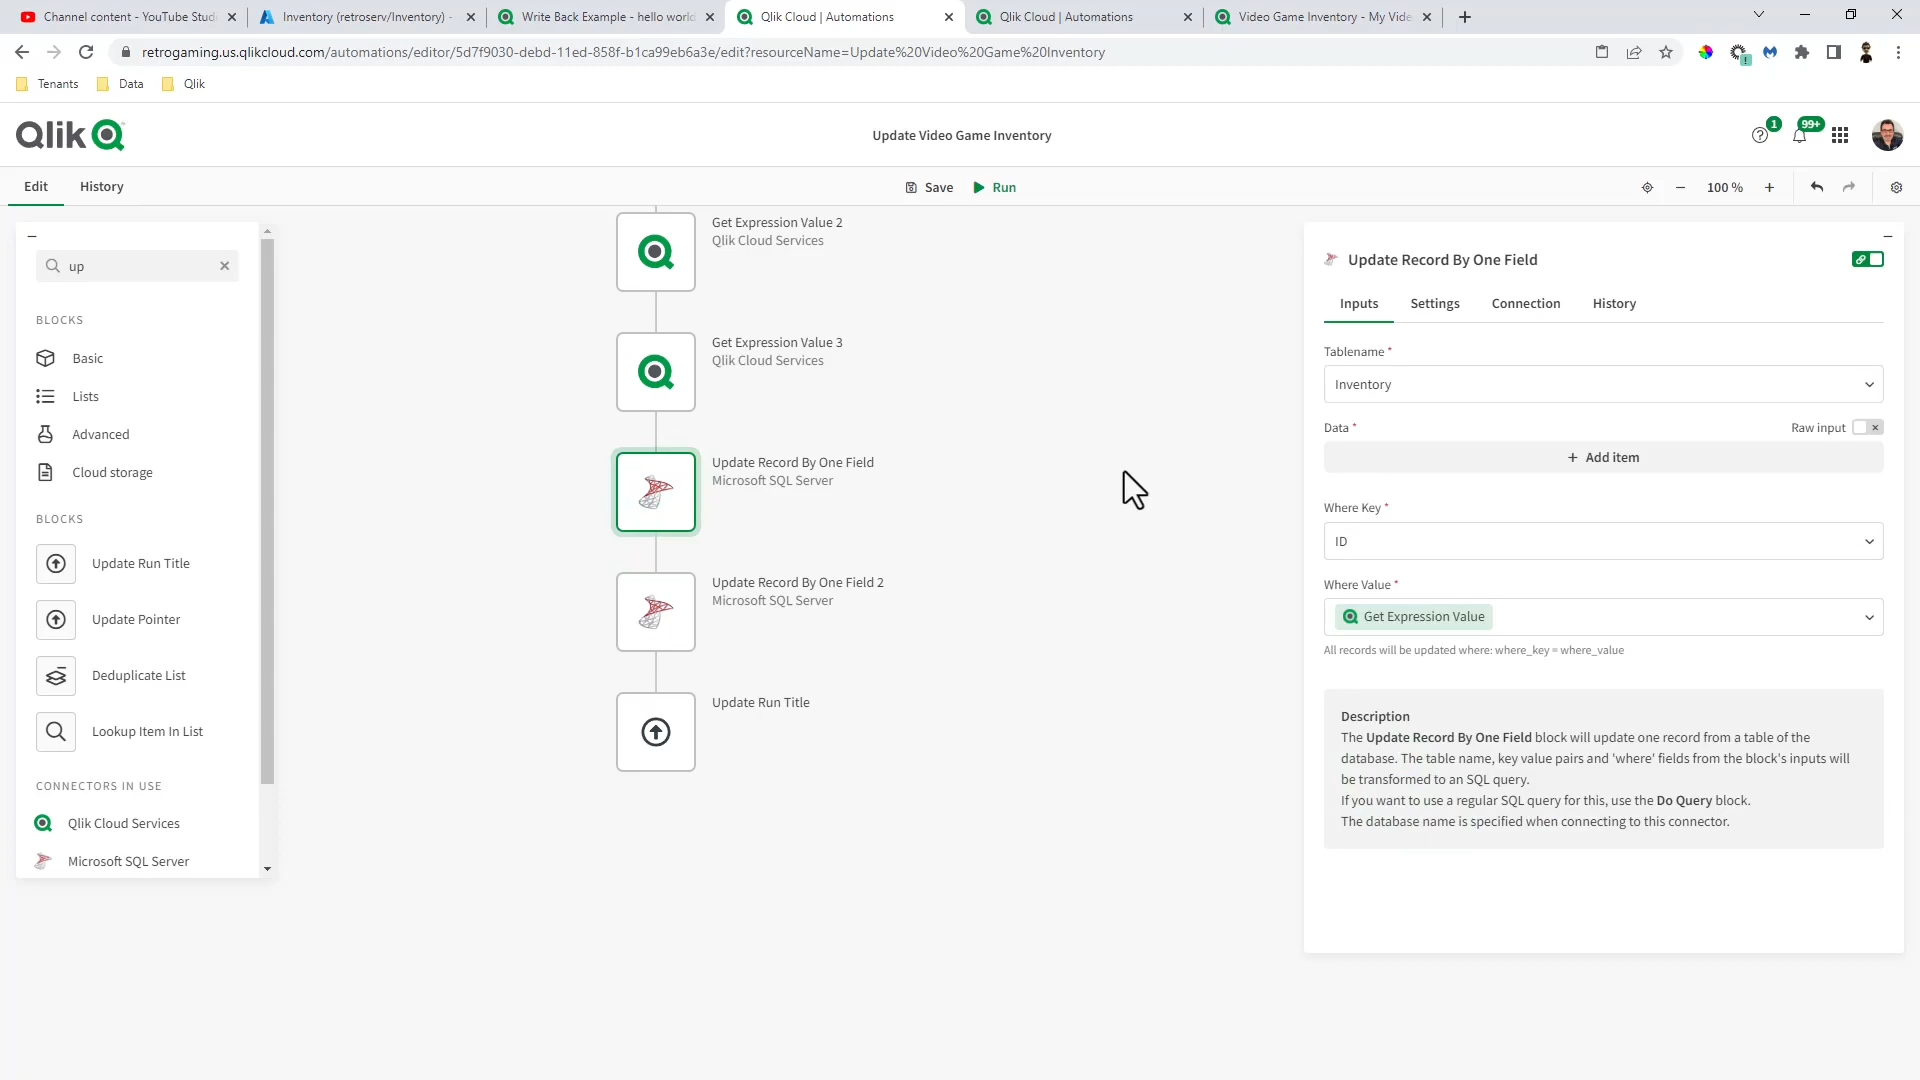 Channel content - YouTube Studi
Inventory (retroserv/Inventory) -
Write Back Example - hello world
Qlik Cloud | Automations
Qlik Cloud | Automations
Video Game Inventory - My Vide
retrogaming.us.qlikcloud.com/automations/editor/5d7f9030-debd-11ed-858f-b1ca99eb6a3e/edit?resourceName=Update%20Video%20Game%20Inventory
Tenants
Data
Qlik
Qlik
Update Video Game Inventory
1
99+
Edit
History
Save
Run
100 %
up
BLOCKS
Basic
Lists
Advanced
Cloud storage
BLOCKS
Update Run Title
Update Pointer
Deduplicate List
Lookup Item In List
CONNECTORS IN USE
Qlik Cloud Services
Microsoft SQL Server
Get Expression Value 2
Qlik Cloud Services
Get Expression Value 3
Qlik Cloud Services
Update Record By One Field
Microsoft SQL Server
Update Record By One Field 2
Microsoft SQL Server
Update Run Title
Update Record By One Field
Inputs
Settings
Connection
History
Tablename *
Inventory
Data *
Raw input
+ Add item
Where Key *
ID
Where Value *
Get Expression Value
All records will be updated where: where_key = where_value
Description
The Update Record By One Field block will update one record from a table of the
database. The table name, key value pairs and 'where' fields from the block's inputs will
be transformed to an SQL query.
If you want to use a regular SQL query for this, use the Do Query block.
The database name is specified when connecting to this connector.